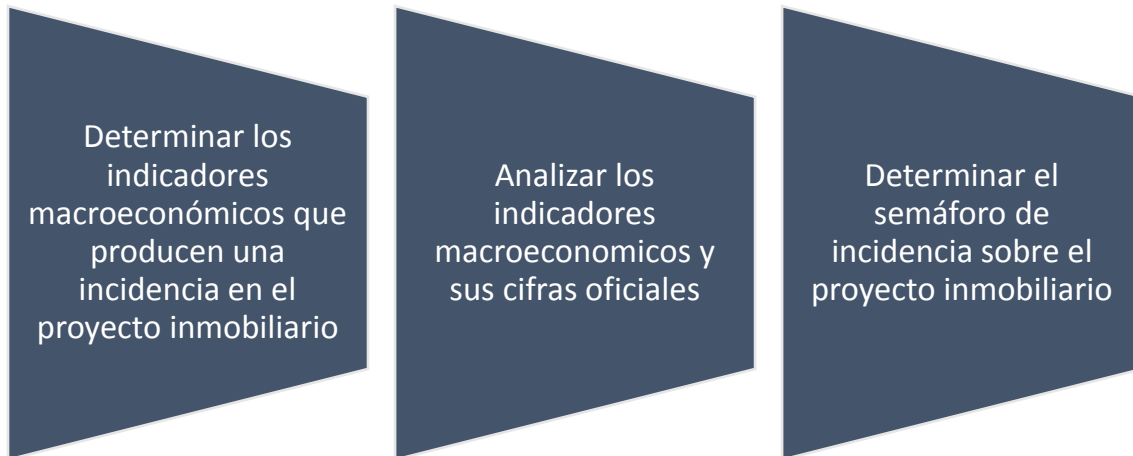 Determinar los
indicadores
macroeconómicos que
producen una
incidencia en el
proyecto inmobiliario
Analizar los
indicadores
macroeconomicos y
sus cifras oficiales
Determinar el
semáforo de
incidencia sobre el
proyecto inmobiliario